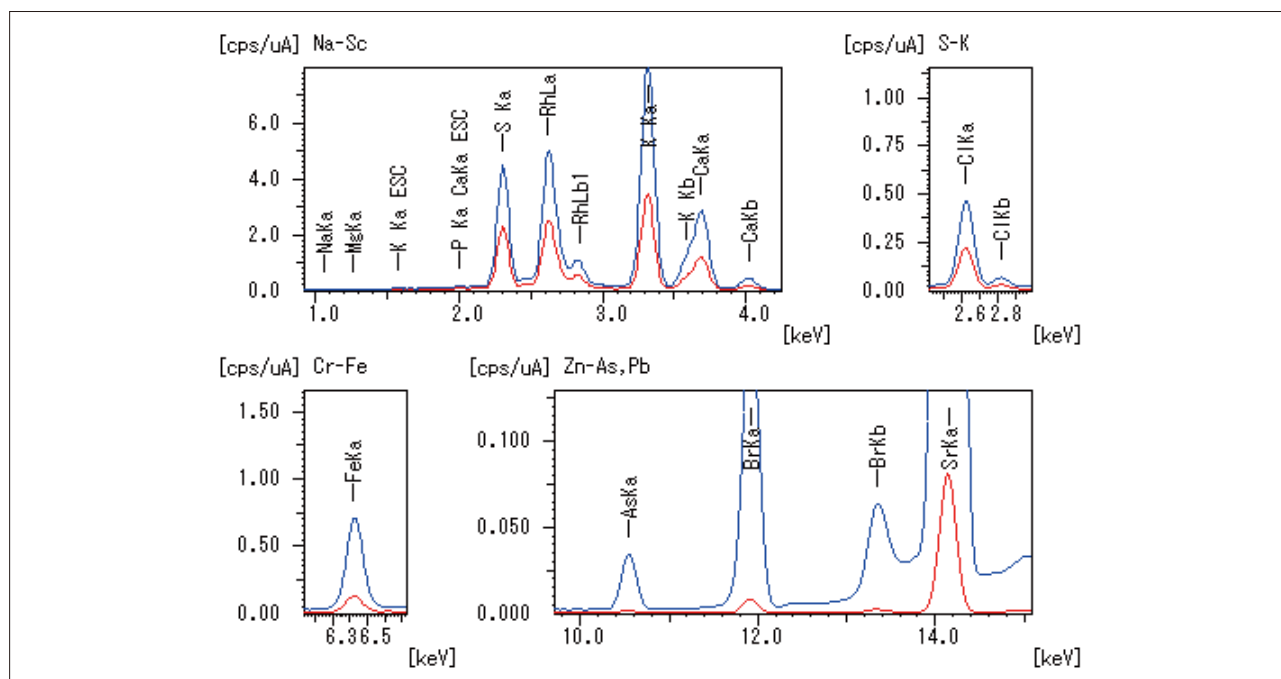 [cps/uA] Na-Sc
6.0
4.0
2.0
0.0
NaKa
MgKa
K Ka ESC
P Ka CaKa ESC
S Ka
RhLa
RhLb1
K Ka
K Kb
CaKa
CaKb
1.0 2.0 3.0 4.0
[keV]
[cps/uA] S-K
1.00
0.75
0.50
0.25
0.00
ClKa
ClKb
2.6 2.8
[keV]
[cps/uA] Cr-Fe
1.50
1.00
0.50
0.00
FeKa
6.3 6.5
[keV]
[cps/uA] Zn-As,Pb
0.100
0.050
0.000
AsKa
BrKa
BrKb
SrKa
10.0 12.0 14.0
[keV]